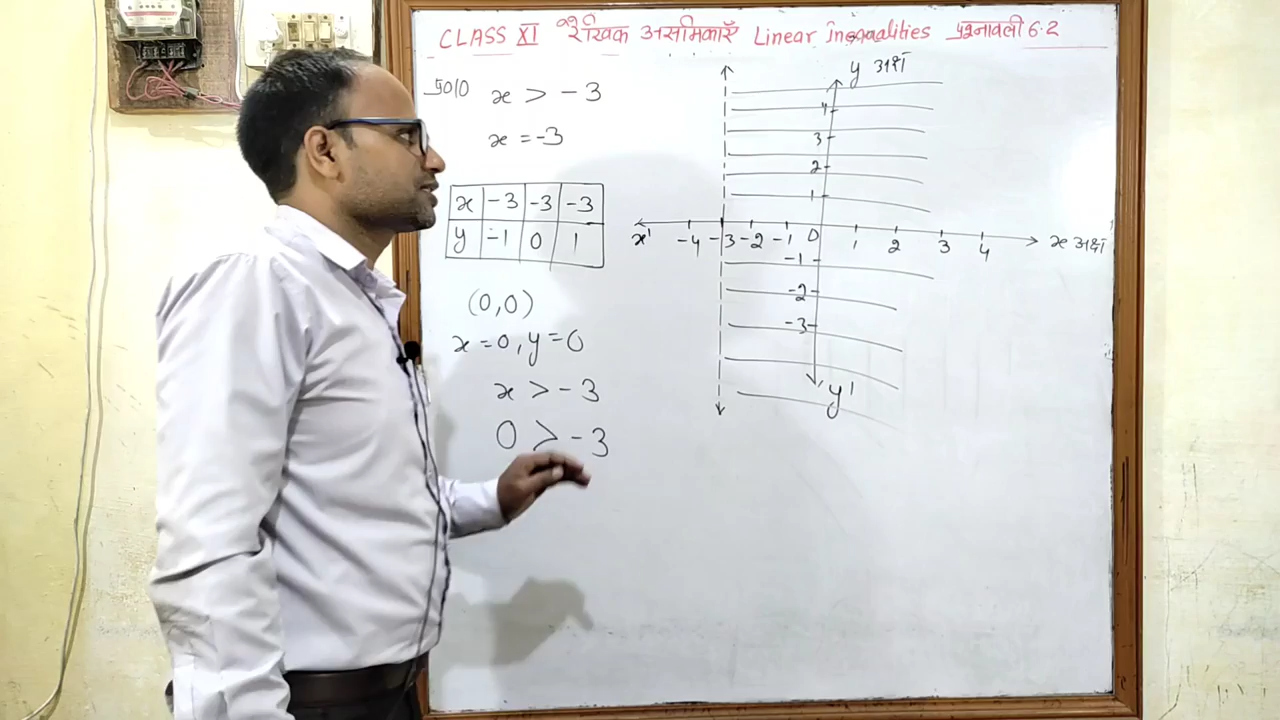 CLASS XI रैखिक असमिकाएँ Linear Inequalities प्रश्नावली 6.2
प्र010 x > -3
x = -3
x -3 -3 -3
y -1 0 1
(0,0)
x = 0, y = 0
x > -3
0 > -3
y अक्ष
4
3
2
1
x' -4 -3 -2 -1 0 1 2 3 4 x अक्ष
-1
-2
-3
y'